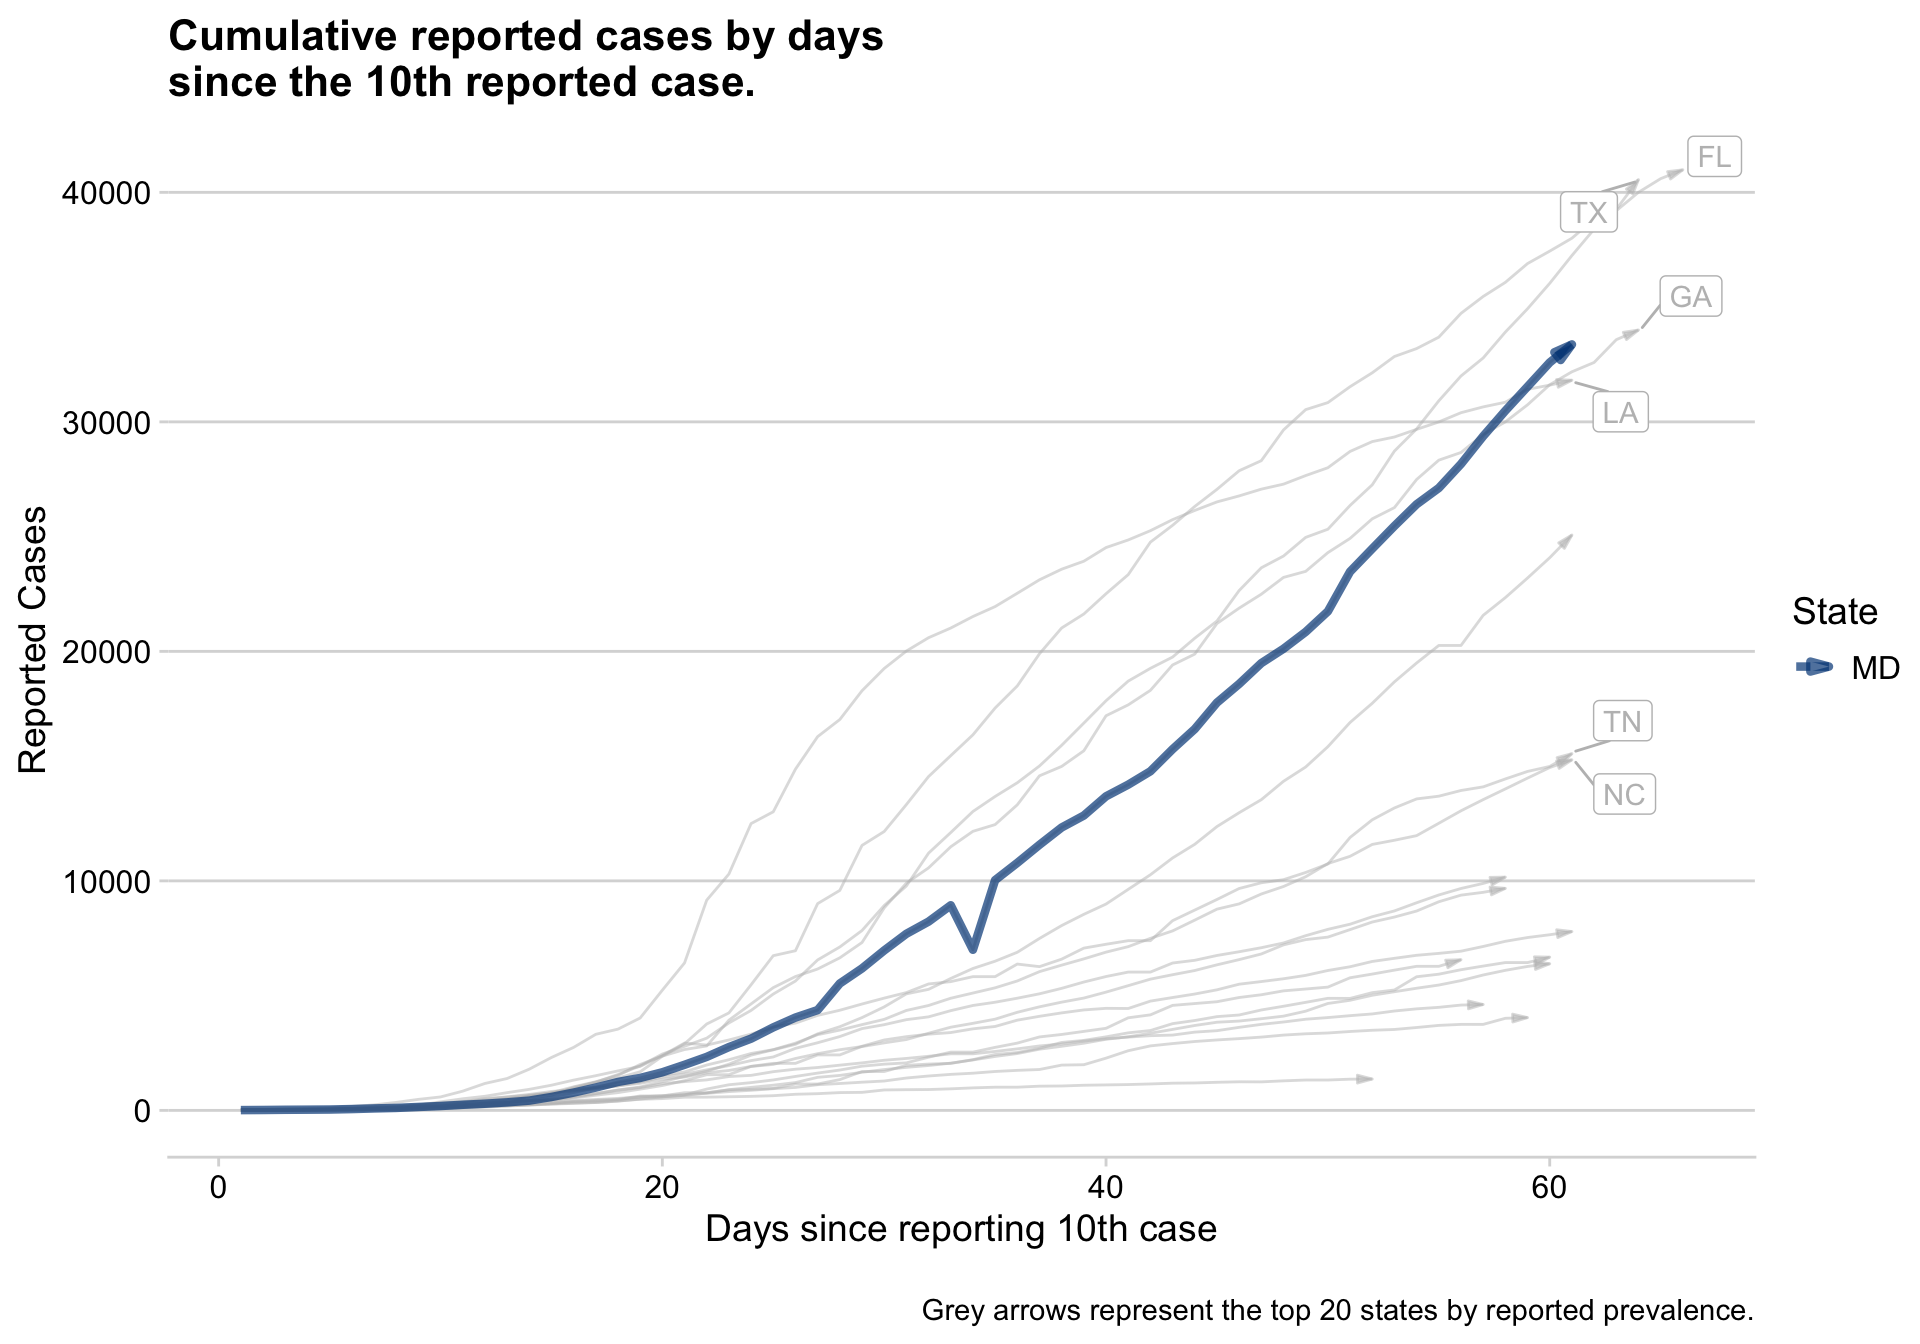 Cumulative reported cases by days
since the 10th reported case.
FL
TX
GA
LA
TN
NC
40000
30000
20000
10000
0
Reported Cases
0 20 40 60
Days since reporting 10th case
State
MD
Grey arrows represent the top 20 states by reported prevalence.